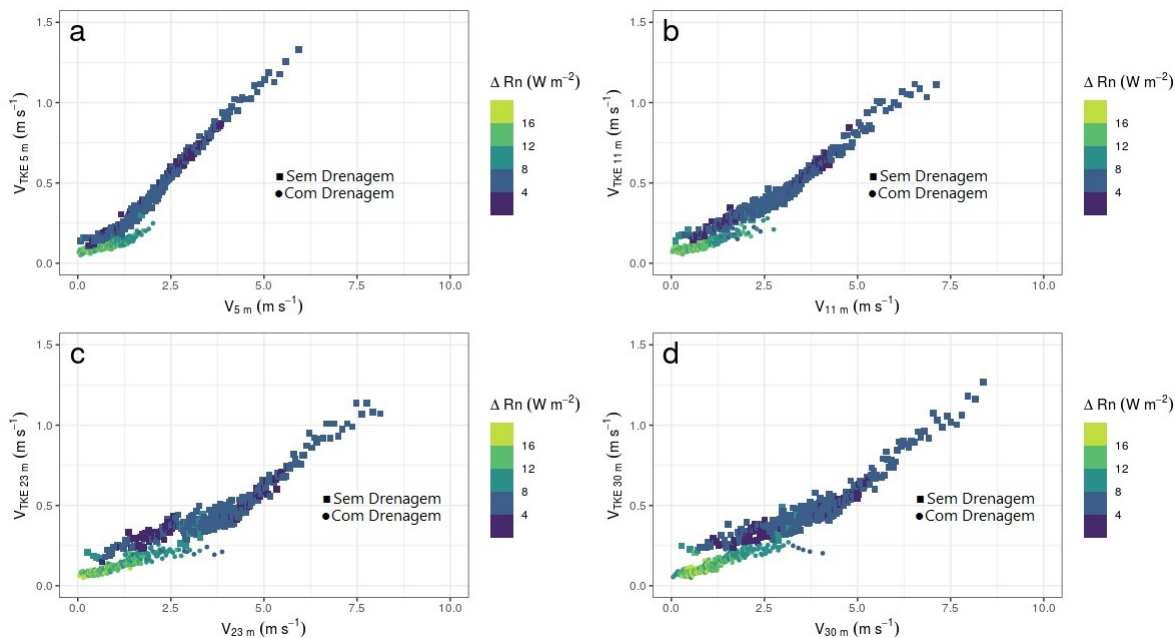 a
1.5
1.0
0.5
0.0
V_TKE 5 m (m s⁻¹)
■ Sem Drenagem
● Com Drenagem
0.0 2.5 5.0 7.5 10.0
V_5 m (m s⁻¹)
Δ Rn (W m⁻²)
16
12
8
4
b
1.5
1.0
0.5
0.0
V_TKE 11 m (m s⁻¹)
■ Sem Drenagem
● Com Drenagem
0.0 2.5 5.0 7.5 10.0
V_11 m (m s⁻¹)
Δ Rn (W m⁻²)
16
12
8
4
c
1.5
1.0
0.5
0.0
V_TKE 23 m (m s⁻¹)
■ Sem Drenagem
● Com Drenagem
0.0 2.5 5.0 7.5 10.0
V_23 m (m s⁻¹)
Δ Rn (W m⁻²)
16
12
8
4
d
1.5
1.0
0.5
0.0
V_TKE 30 m (m s⁻¹)
■ Sem Drenagem
● Com Drenagem
0.0 2.5 5.0 7.5 10.0
V_30 m (m s⁻¹)
Δ Rn (W m⁻²)
16
12
8
4